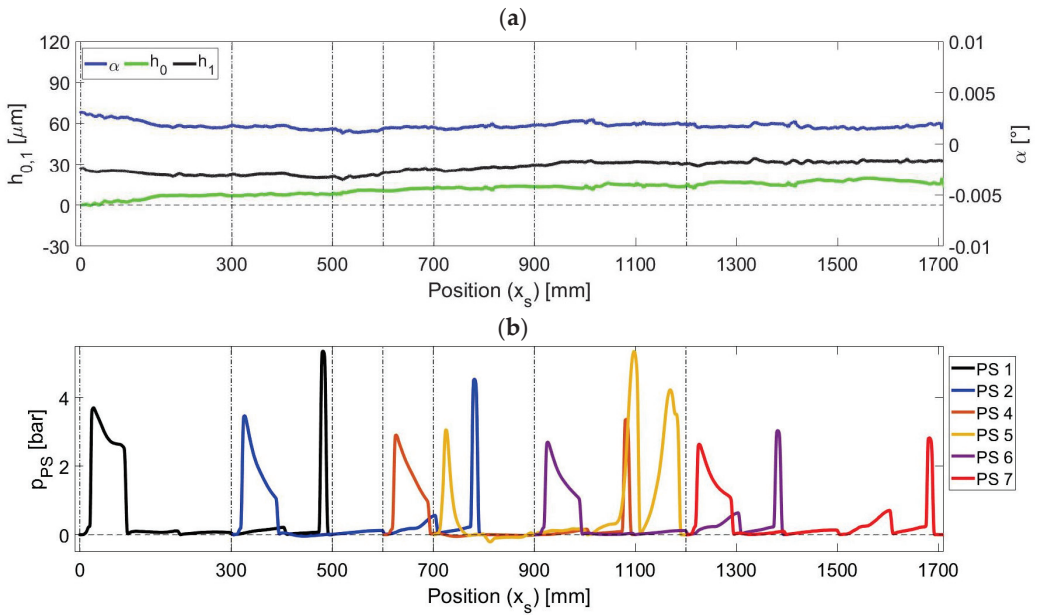 (a)
120
90
60
30
0
-30
h0,1 [μm]
α h0 h1
0.01
0.005
0
-0.005
-0.01
α [°]
0 300 500 700 900 1100 1300 1500 1700
Position (xs) [mm]
(b)
4
2
0
pPS [bar]
PS 1
PS 2
PS 4
PS 5
PS 6
PS 7
0 300 500 700 900 1100 1300 1500 1700
Position (xs) [mm]